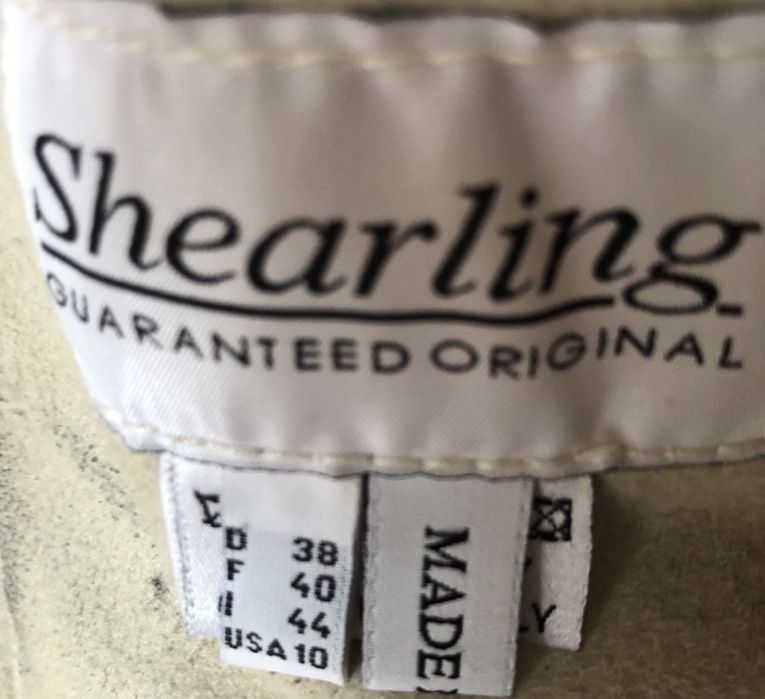 Shearling
GUARANTEED ORIGINAL
D 38
F 40
I 44
USA 10
MADE
LY